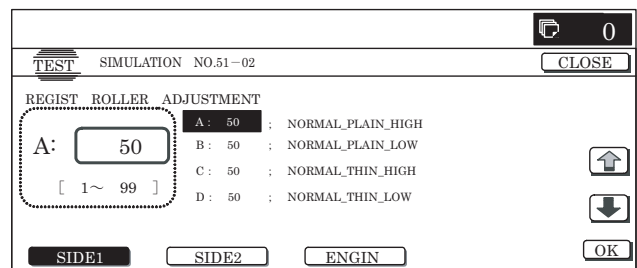 0
TEST SIMULATION NO.51－02 CLOSE
REGIST ROLLER ADJUSTMENT
A: 50
[ 1～ 99 ]
A : 50 ; NORMAL_PLAIN_HIGH
B : 50 ; NORMAL_PLAIN_LOW
C : 50 ; NORMAL_THIN_HIGH
D : 50 ; NORMAL_THIN_LOW
SIDE1 SIDE2 ENGIN OK